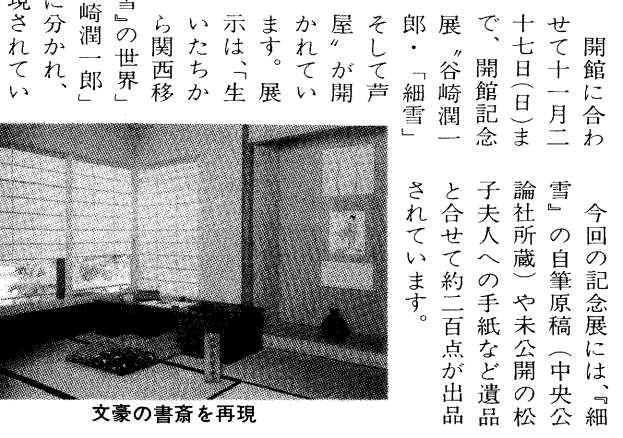 開館に合わ
せて十一月二
十七日(日)ま
で、開館記念
展〝谷崎潤一
郎・「細雪」
そして芦
屋〟が開
かれてい
ます。展
示は、「生
いたちか
ら関西移
雪』の世界」
崎潤一郎」
に分かれ、
現されてい
今回の記念展には、『細
雪』の自筆原稿(中央公
論社所蔵)や未公開の松
子夫人への手紙など遺品
と合せて約二百点が出品
されています。
文豪の書斎を再現